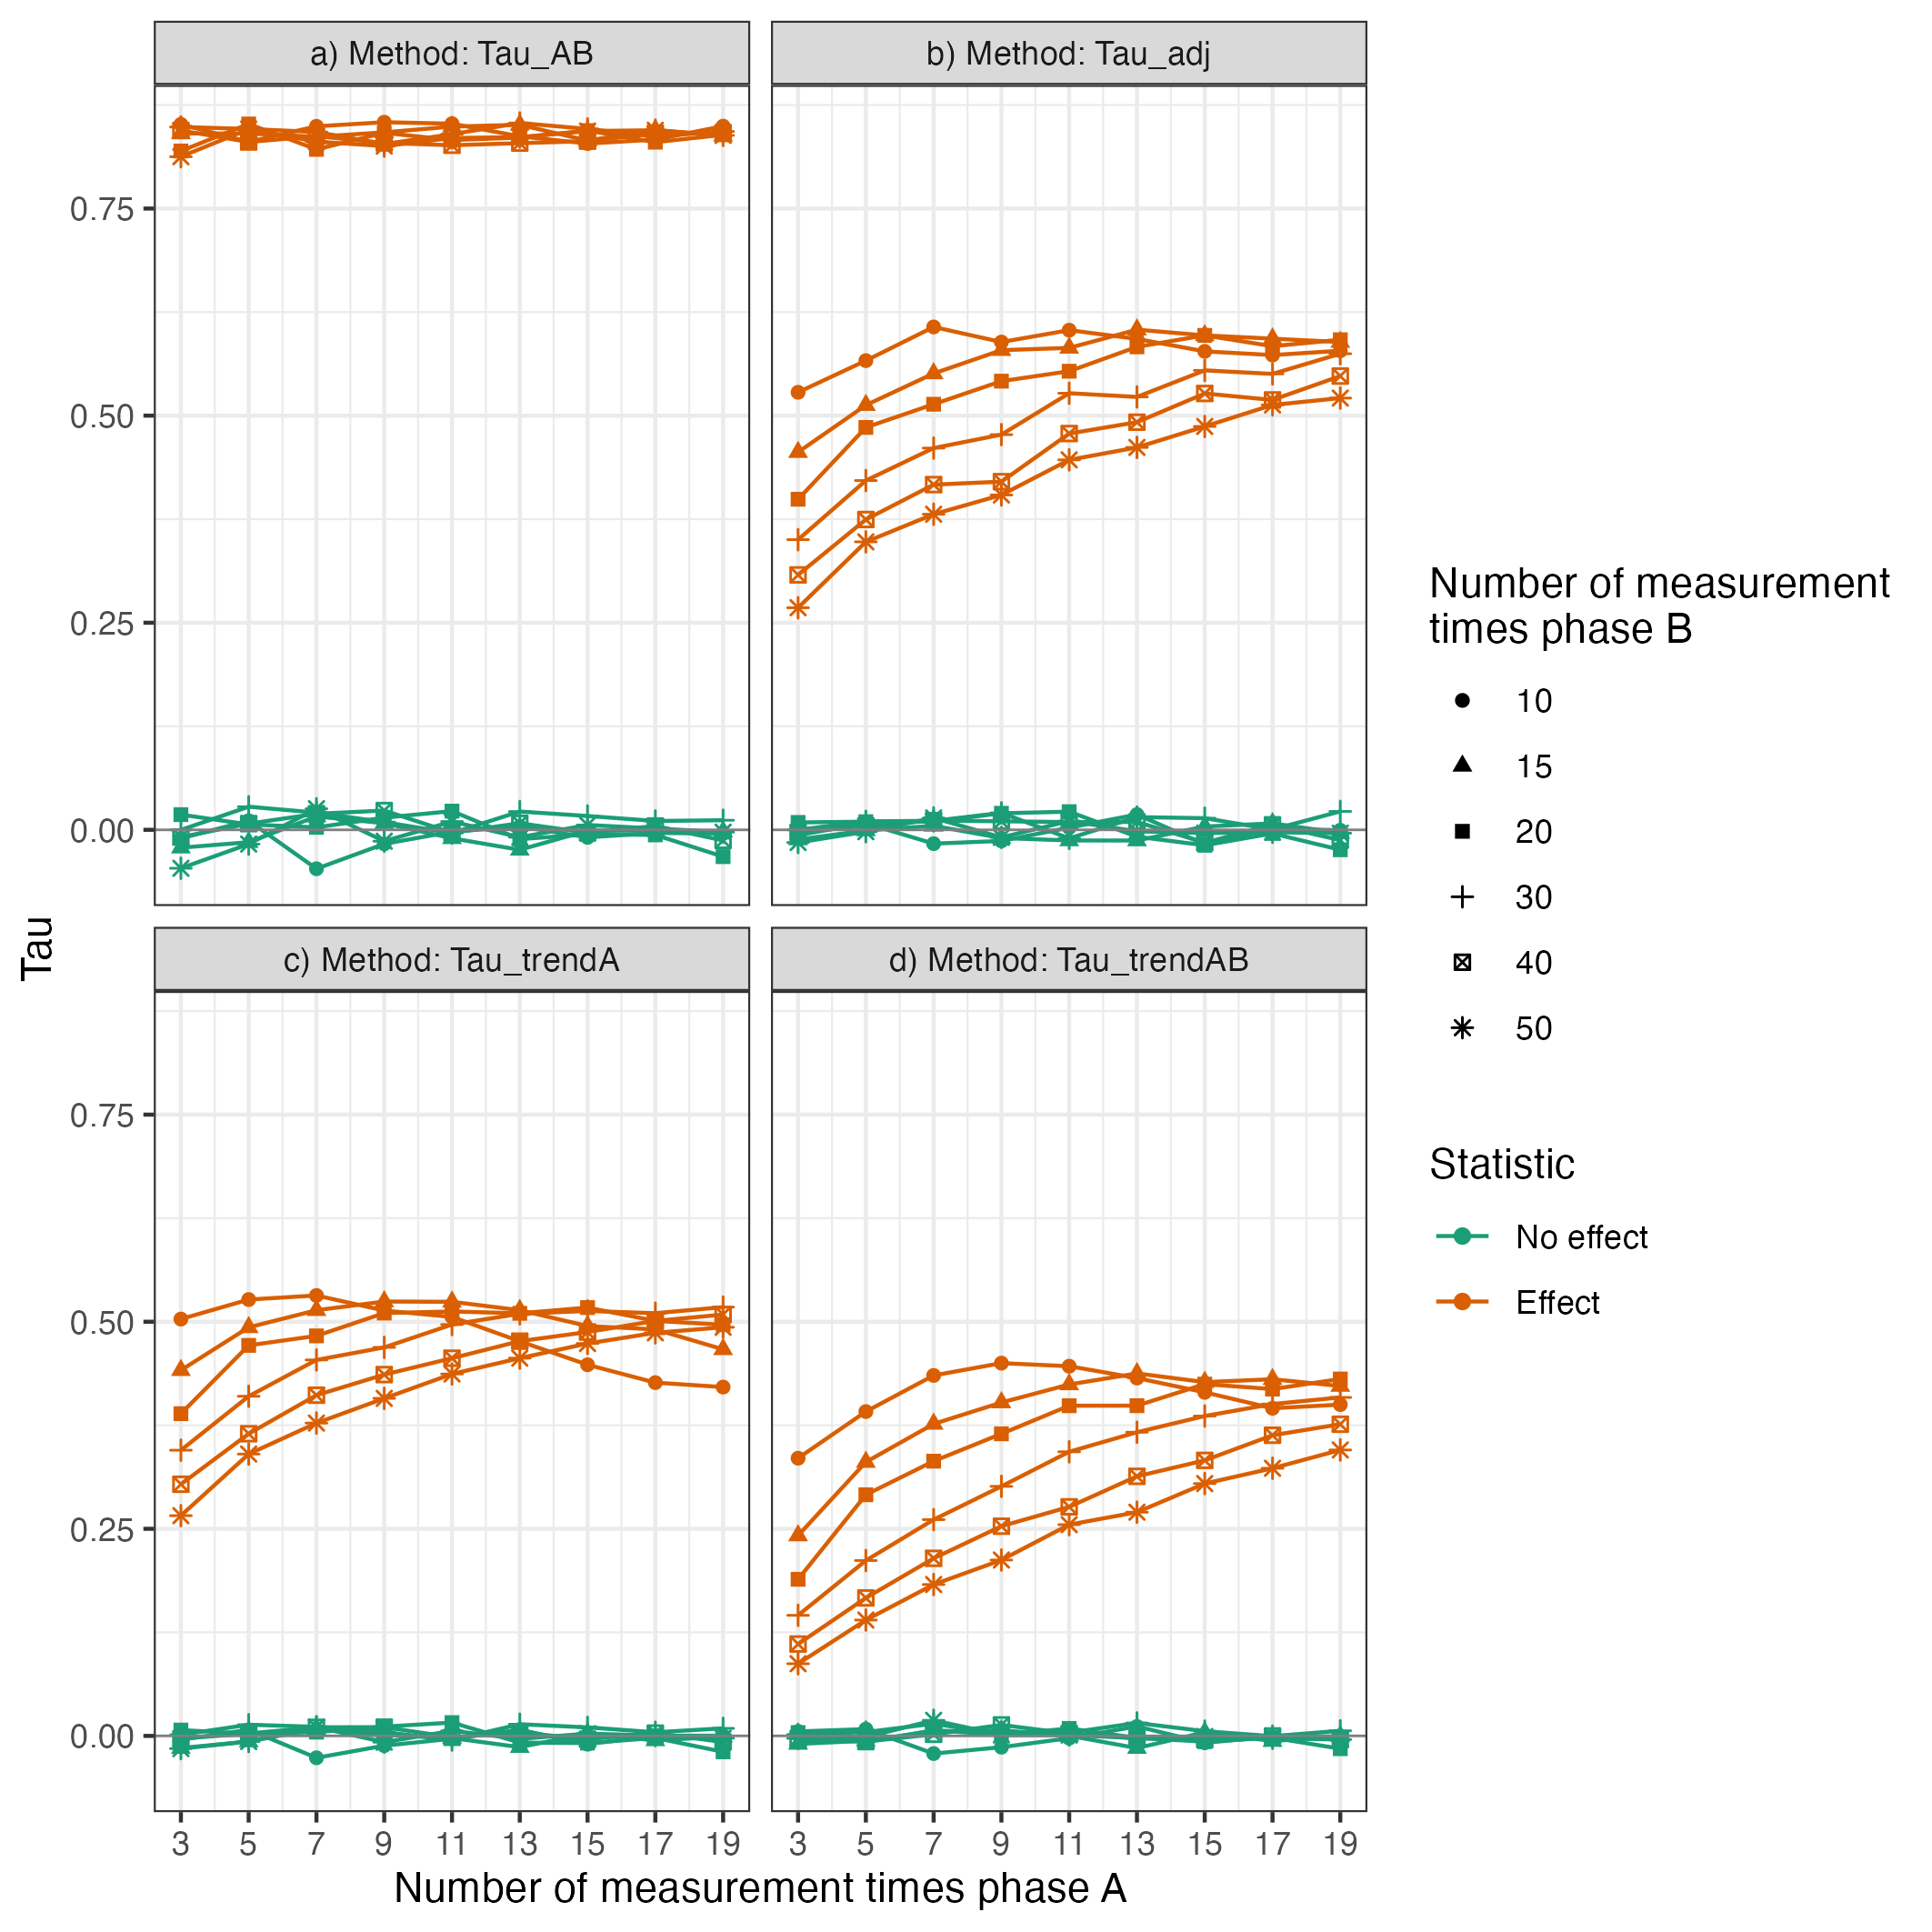 a) Method: Tau_AB
b) Method: Tau_adj
0.75
0.50
0.25
0.00
c) Method: Tau_trendA
d) Method: Tau_trendAB
0.75
0.50
0.25
0.00
3 5 7 9 11 13 15 17 19
3 5 7 9 11 13 15 17 19
Number of measurement times phase A
Tau
Number of measurement
times phase B
10
15
20
30
40
50
Statistic
No effect
Effect